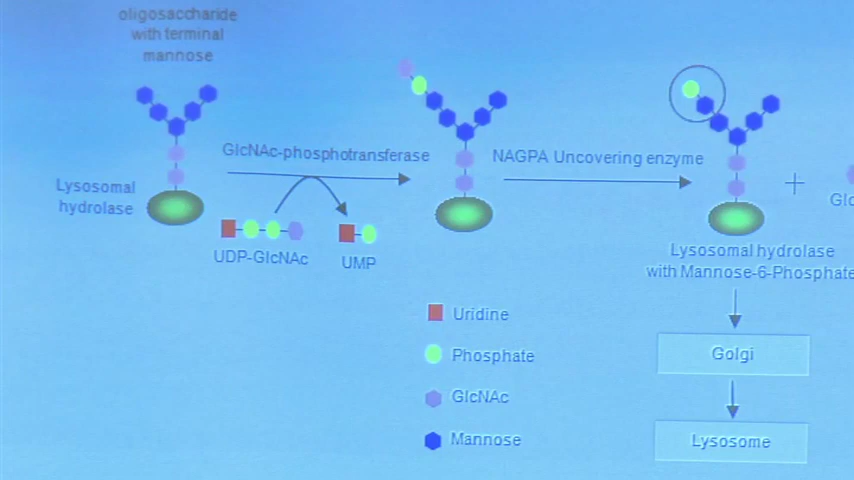 oligosaccharide
with terminal
mannose
GlcNAc-phosphotransferase
NAGPA Uncovering enzyme
Lysosomal
hydrolase
UDP-GlcNAc
UMP
+
Lysosomal hydrolase
with Mannose-6-Phosphate
Uridine
Phosphate
GlcNAc
Mannose
Golgi
Lysosome